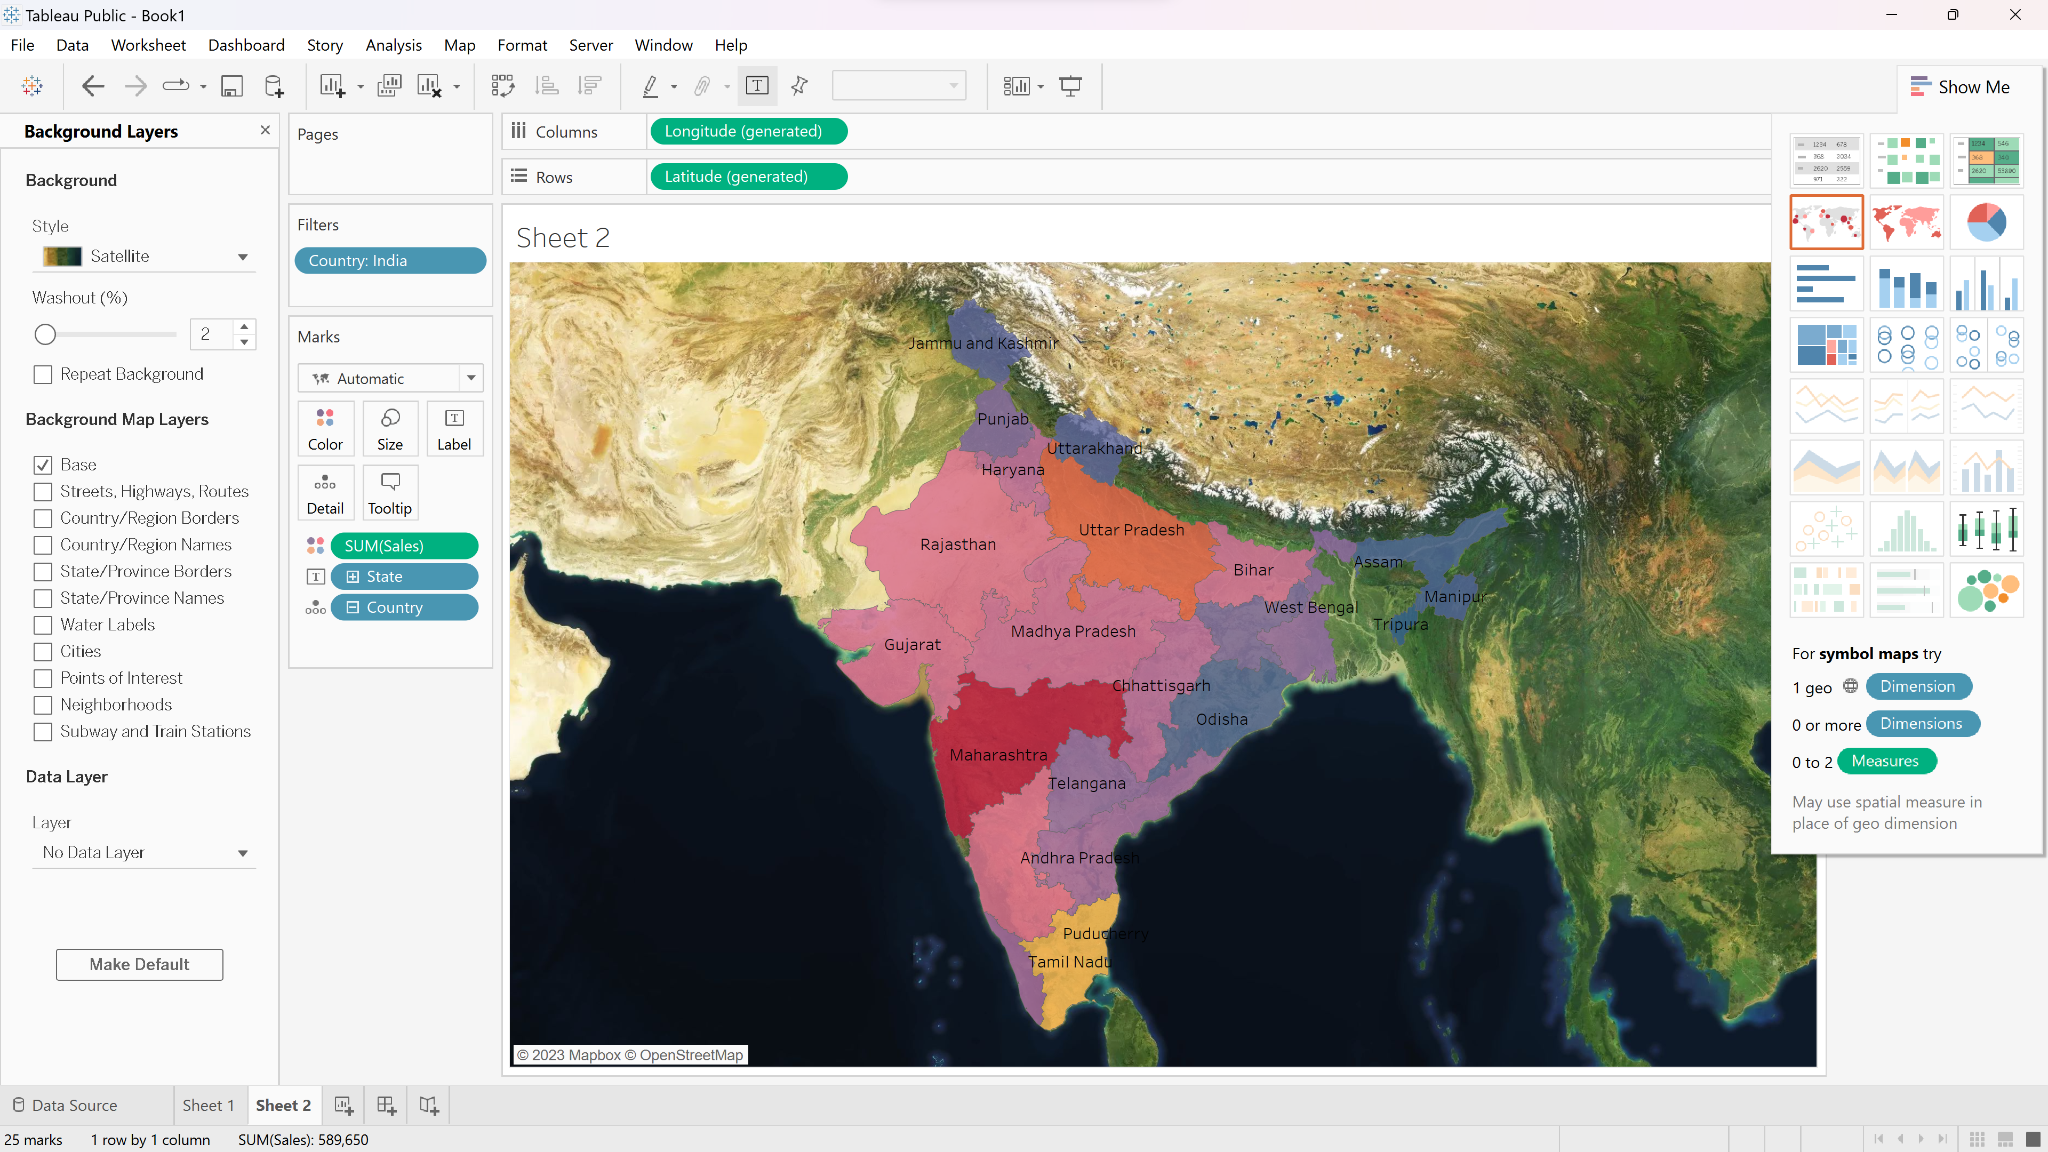 Tableau Public - Book1
File Data Worksheet Dashboard Story Analysis Map Format Server Window Help
Show Me
Background Layers
Background
Style
Satellite
Washout (%)
2
Repeat Background
Background Map Layers
Base
Streets, Highways, Routes
Country/Region Borders
Country/Region Names
State/Province Borders
State/Province Names
Water Labels
Cities
Points of Interest
Neighborhoods
Subway and Train Stations
Data Layer
Layer
No Data Layer
Make Default
Pages
Filters
Country: India
Marks
Automatic
Color Size Label
Detail Tooltip
SUM(Sales)
State
Country
Columns Longitude (generated)
Rows Latitude (generated)
Sheet 2
Jammu and Kashmir
Punjab
Uttarakhand
Haryana
Uttar Pradesh
Rajasthan
Assam
Bihar
Manipur
West Bengal
Tripura
Madhya Pradesh
Gujarat
Chhattisgarh
Odisha
Maharashtra
Telangana
Andhra Pradesh
Puducherry
Tamil Nadu
© 2023 Mapbox © OpenStreetMap
For symbol maps try
1 geo Dimension
0 or more Dimensions
0 to 2 Measures
May use spatial measure in
place of geo dimension
Data Source Sheet 1 Sheet 2
25 marks 1 row by 1 column SUM(Sales): 589,650